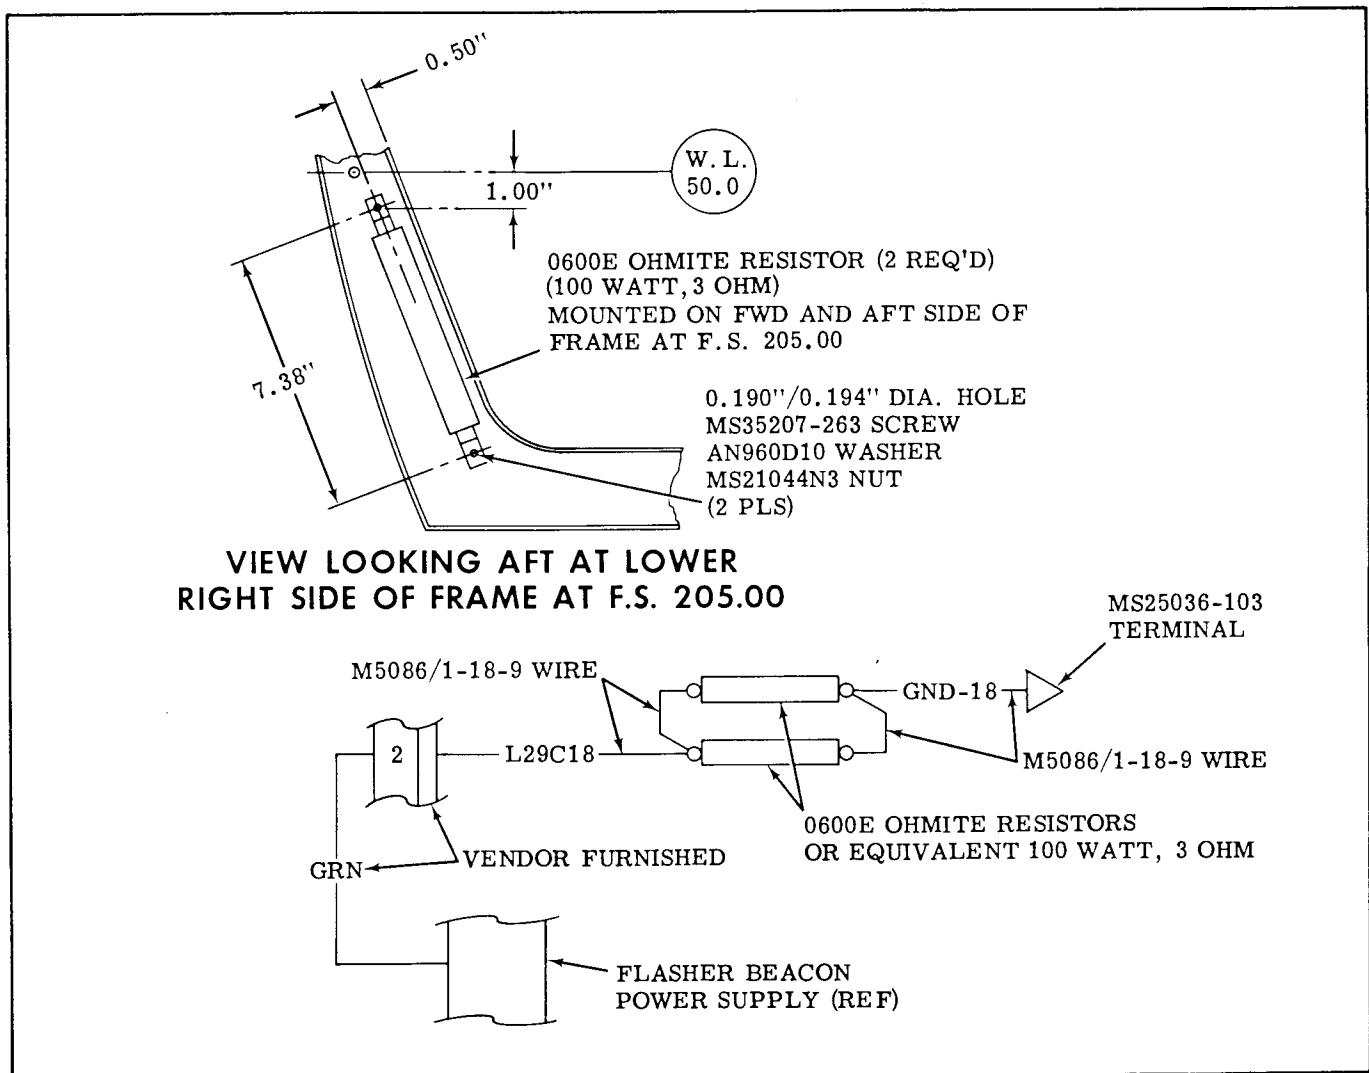 0.50"
W. L.
50.0
1.00"
0600E OHMITE RESISTOR (2 REQ'D)
(100 WATT, 3 OHM)
MOUNTED ON FWD AND AFT SIDE OF
FRAME AT F.S. 205.00
7.38"
0.190"/0.194" DIA. HOLE
MS35207-263 SCREW
AN960D10 WASHER
MS21044N3 NUT
(2 PLS)
VIEW LOOKING AFT AT LOWER
RIGHT SIDE OF FRAME AT F.S. 205.00
MS25036-103
TERMINAL
M5086/1-18-9 WIRE
GND-18
2
L29C18
M5086/1-18-9 WIRE
0600E OHMITE RESISTORS
OR EQUIVALENT 100 WATT, 3 OHM
VENDOR FURNISHED
GRN
FLASHER BEACON
POWER SUPPLY (REF)